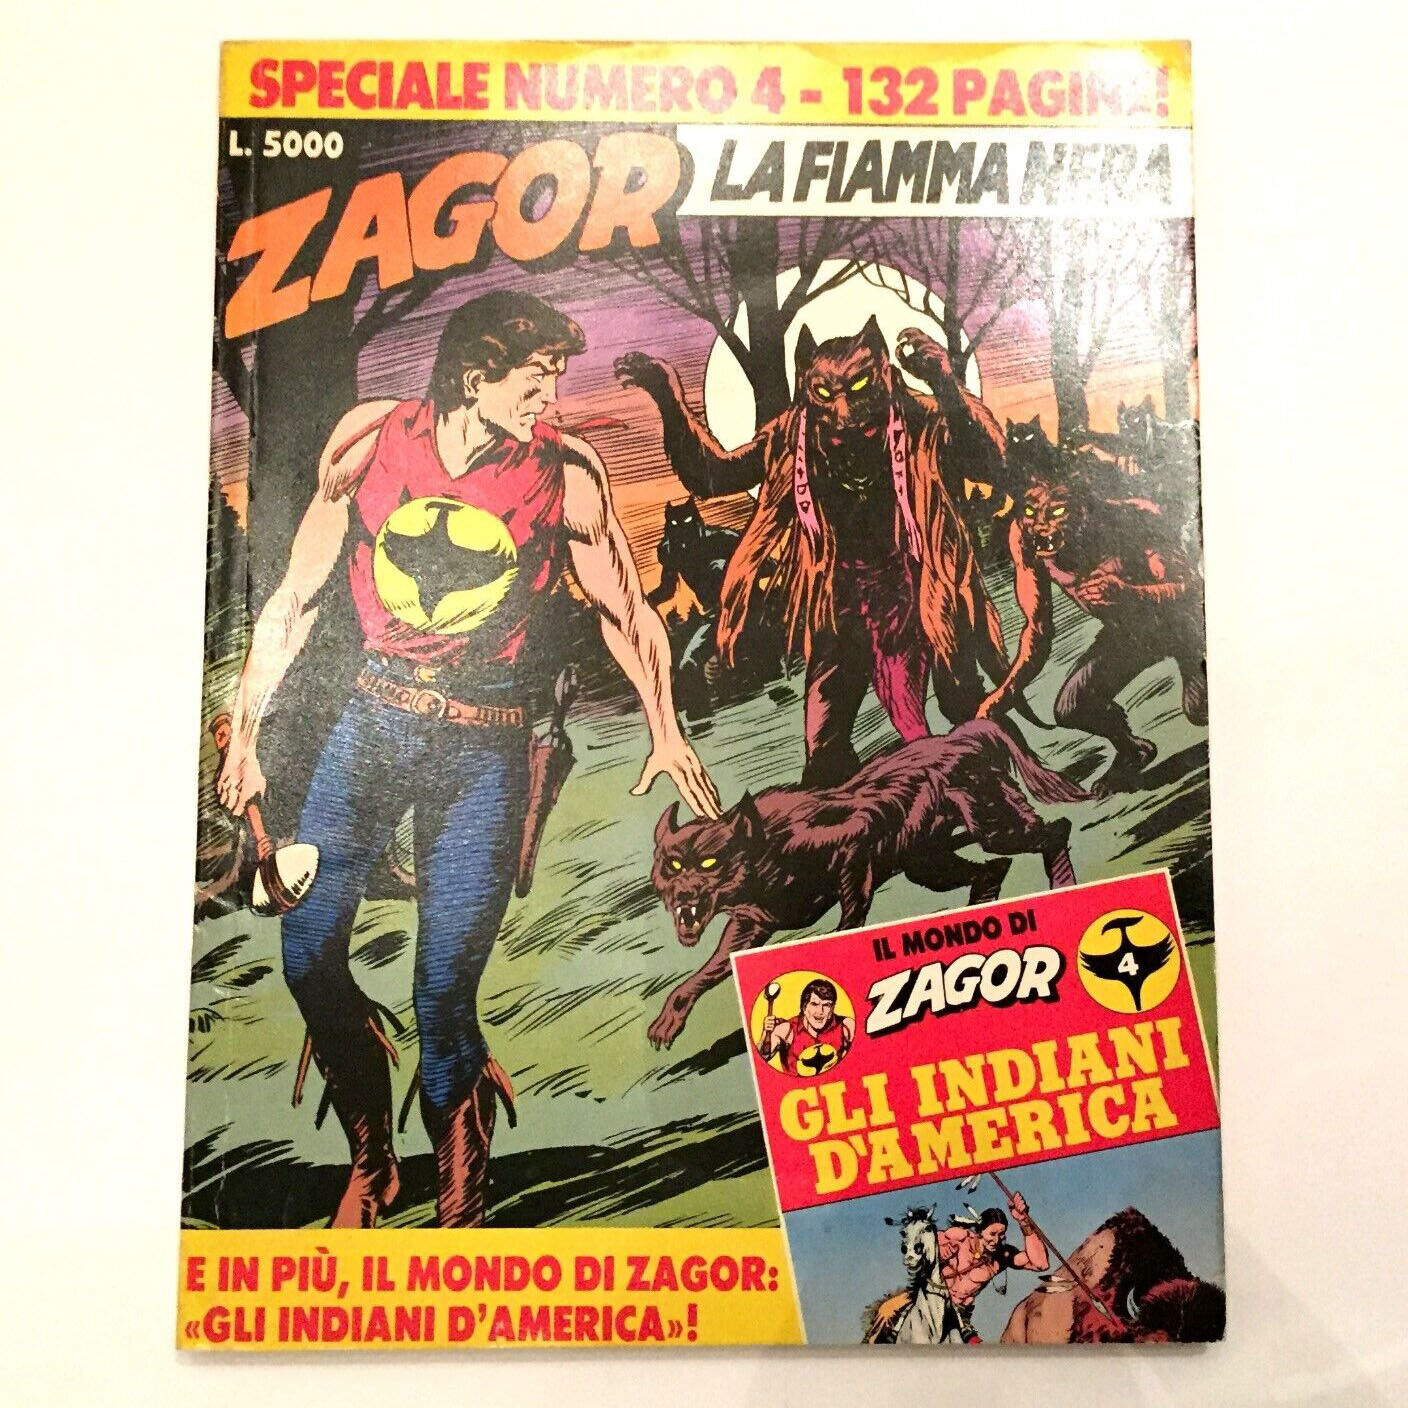 SPECIALE NUMERO 4 - 132 PAGINE!
L. 5000
ZAGOR
LA FIAMMA NERA
IL MONDO DI
ZAGOR
4
GLI INDIANI
D'AMERICA
E IN PIÙ, IL MONDO DI ZAGOR:
«GLI INDIANI D'AMERICA»!